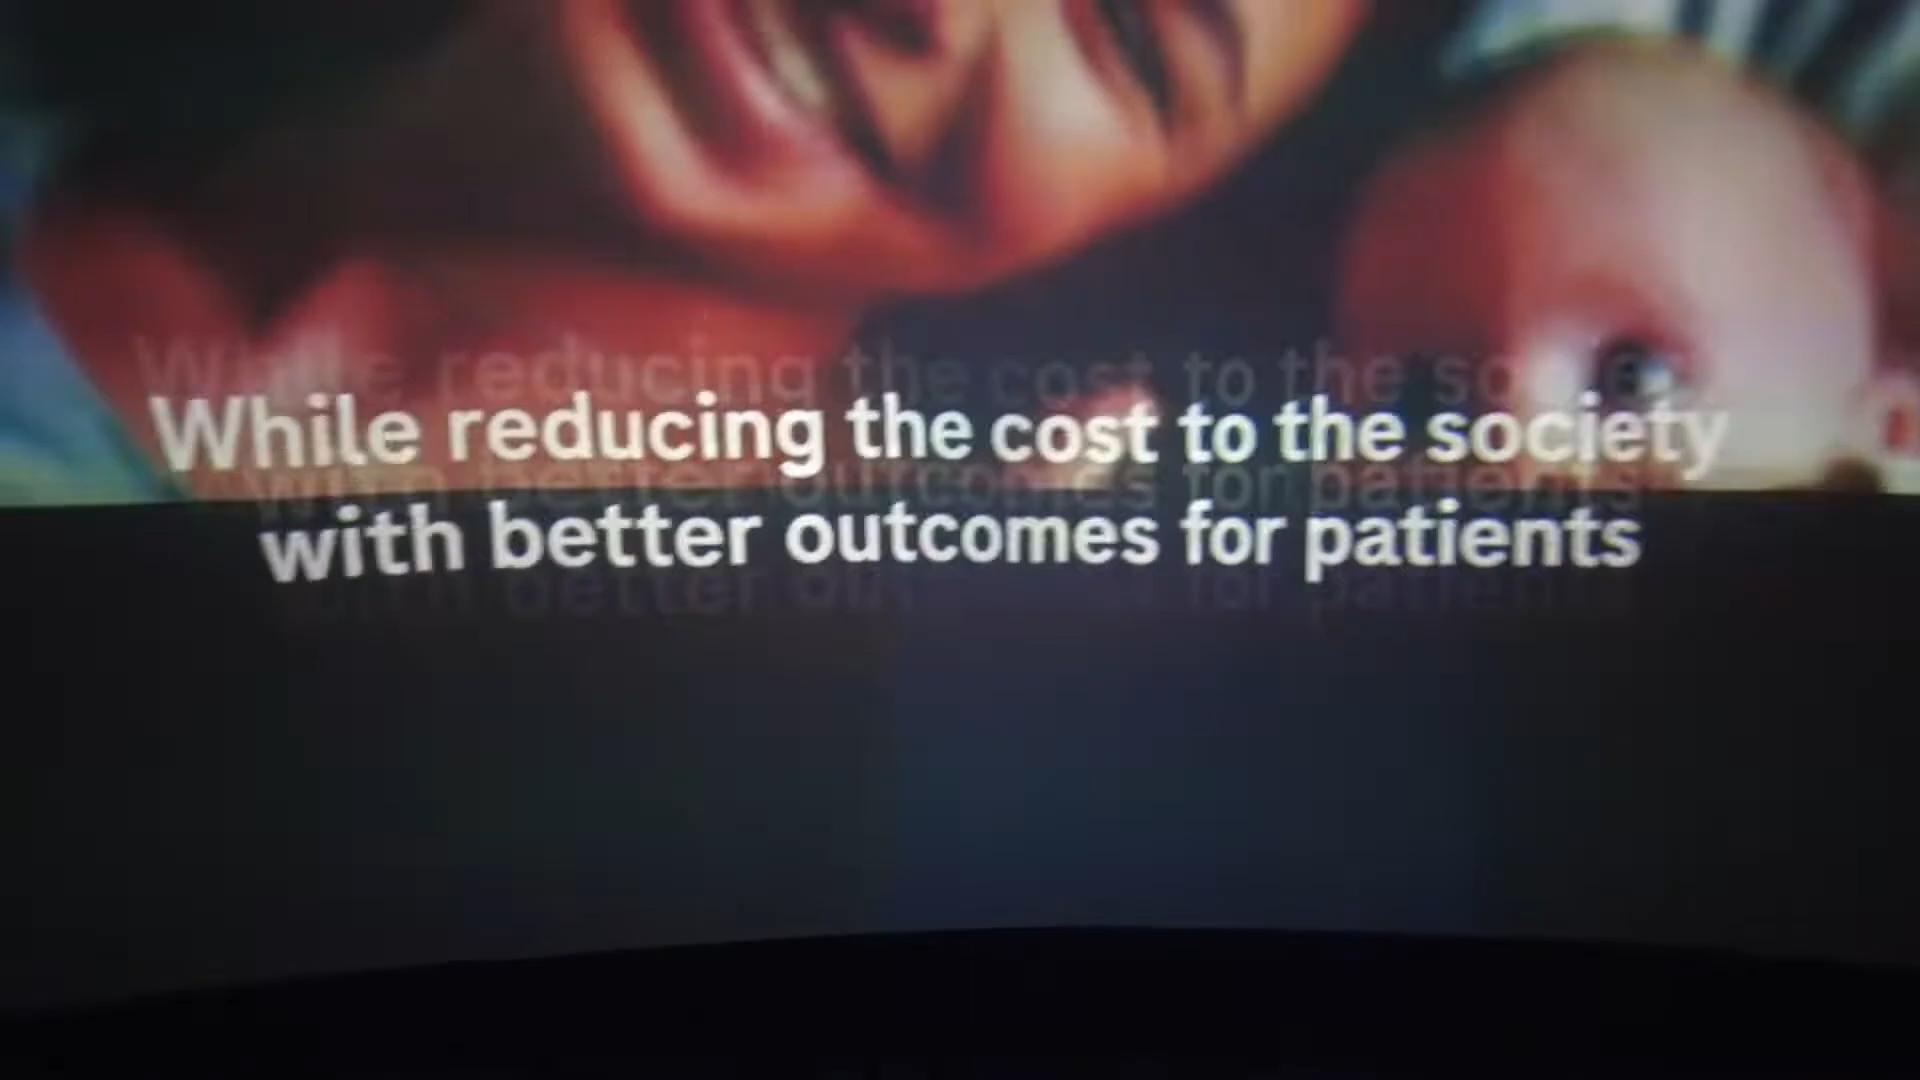 While reducing the cost to the society
with better outcomes for patients